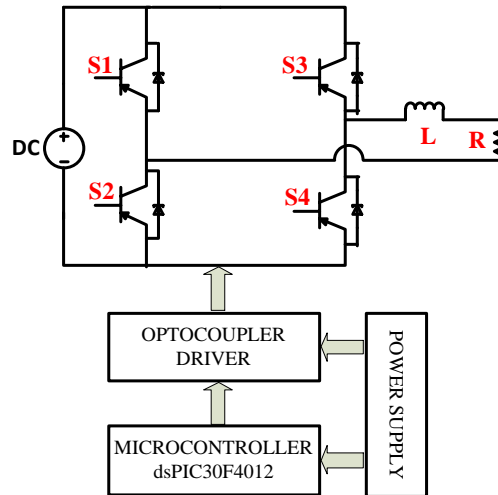 S1
S3
DC
L
R
S2
S4
OPTOCOUPLER
DRIVER
POWER SUPPLY
MICROCONTROLLER
dsPIC30F4012